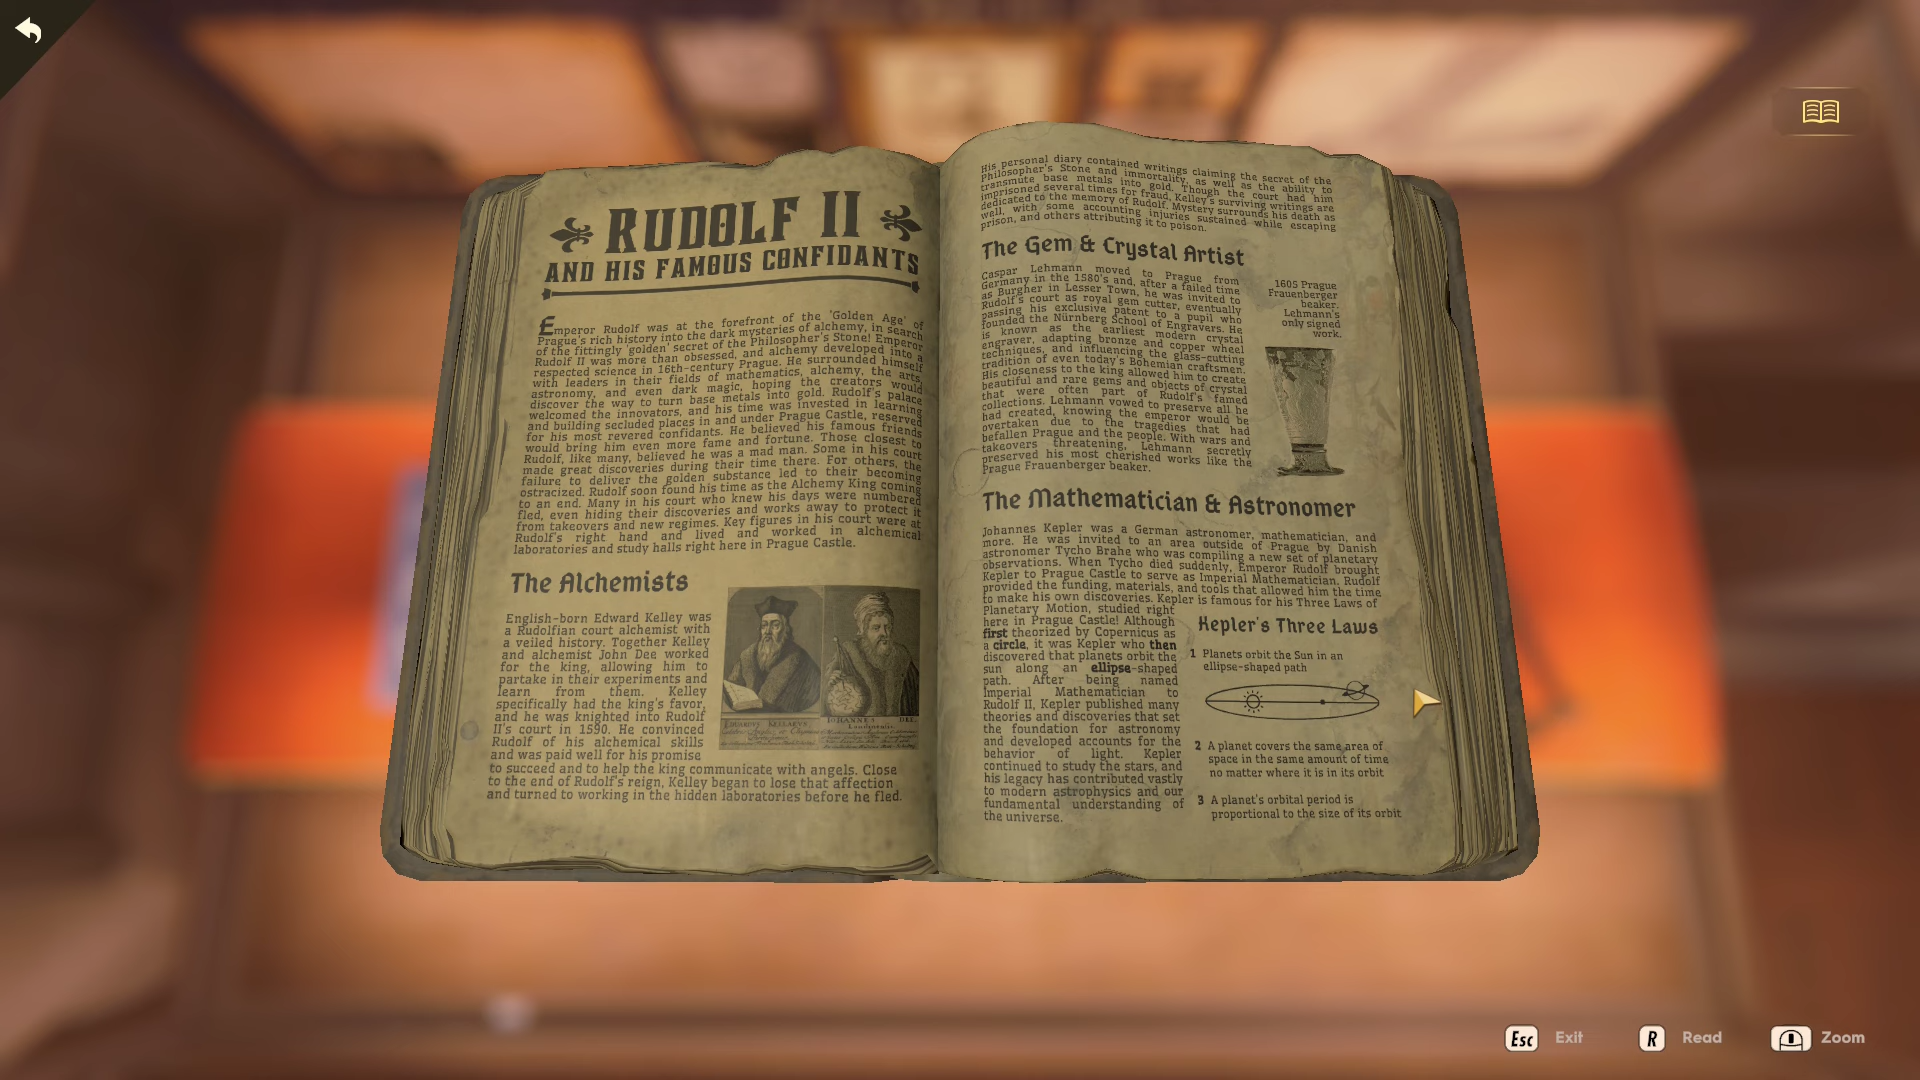 RUDOLF II
AND HIS FAMOUS CONFIDANTS
Emperor Rudolf was at the forefront of the 'Golden Age' of
Prague's rich history into the dark mysteries of alchemy, in search
of the fittingly 'golden' secret of the Philosopher's Stone! Emperor
Rudolf II was more than obsessed, and alchemy developed into a
respected science in 16th-century Prague. He surrounded himself
with leaders in their fields of mathematics, alchemy, the arts,
astronomy, and even dark magic, hoping the creators would
discover the way to turn base metals into gold. Rudolf's palace
welcomed the innovators, and his time was invested in learning
and building secluded places in and under Prague Castle, reserved
for his most revered confidants. He believed his famous friends
would bring him even more fame and fortune. Those closest to
Rudolf, like many, believed he was a mad man. Some in his court
made great discoveries during their time there. For others, the
failure to deliver the golden substance led to their becoming
ostracized. Rudolf soon found his time as the Alchemy King coming
to an end. Many in his court who knew his days were numbered
fled, even hiding their discoveries and works away to protect it
from takeovers and new regimes. Key figures in his court were at
Rudolf's right hand and lived and worked in alchemical
laboratories and study halls right here in Prague Castle.
The Alchemists
English-born Edward Kelley was
a Rudolfian court alchemist with
a veiled history. Together Kelley
and alchemist John Dee worked
for the king, allowing him to
partake in their experiments and
learn from them. Kelley
specifically had the king's favor,
and he was knighted into Rudolf
II's court in 1590. He convinced
Rudolf of his alchemical skills
and was paid well for his promise
to succeed and to help the king communicate with angels. Close
to the end of Rudolf's reign, Kelley began to lose that affection
and turned to working in the hidden laboratories before he fled.
His personal diary contained writings claiming the secret of the
Philosopher's Stone and immortality, as well as the ability to
transmute base metals into gold. Though the court had him
imprisoned several times for fraud, Kelley's surviving writings are
dedicated to the memory of Rudolf. Mystery surrounds his death as
well, with some accounting injuries sustained while escaping
prison, and others attributing it to poison.
The Gem & Crystal Artist
Caspar Lehmann moved to Prague from
Germany in the 1580's and, after a failed time
as Burgher in Lesser Town, he was invited to
Rudolf's court as royal gem cutter, eventually
passing his exclusive patent to a pupil who
founded the Nürnberg School of Engravers. He
is known as the earliest modern crystal
engraver, adapting bronze and copper wheel
techniques, and influencing the glass-cutting
tradition of even today's Bohemian craftsmen.
His closeness to the king allowed him to create
beautiful and rare gems and objects of crystal
that were often part of Rudolf's famed
collections. Lehmann vowed to preserve all he
had created, knowing the emperor would be
overtaken due to the tragedies that had
befallen Prague and the people. With wars and
takeovers threatening, Lehmann secretly
preserved his most cherished works like the
Prague Frauenberger beaker.
1605 Prague
Frauenberger
beaker.
Lehmann's
only signed
work.
The Mathematician & Astronomer
Johannes Kepler was a German astronomer, mathematician, and
more. He was invited to an area outside of Prague by Danish
astronomer Tycho Brahe who was compiling a new set of planetary
observations. When Tycho died suddenly, Emperor Rudolf brought
Kepler to Prague Castle to serve as Imperial Mathematician. Rudolf
provided the funding, materials, and tools that allowed him the time
to make his own discoveries. Kepler is famous for his Three Laws of
Planetary Motion, studied right
here in Prague Castle! Although
first theorized by Copernicus as
a circle, it was Kepler who then
discovered that planets orbit the
sun along an ellipse-shaped
path. After being named
Imperial Mathematician to
Rudolf II, Kepler published many
theories and discoveries that set
the foundation for astronomy
and developed accounts for the
behavior of light. Kepler
continued to study the stars, and
his legacy has contributed vastly
to modern astrophysics and our
fundamental understanding of
the universe.
Kepler's Three Laws
1 Planets orbit the Sun in an
ellipse-shaped path
2 A planet covers the same area of
space in the same amount of time
no matter where it is in its orbit
3 A planet's orbital period is
proportional to the size of its orbit
Esc Exit R Read Zoom